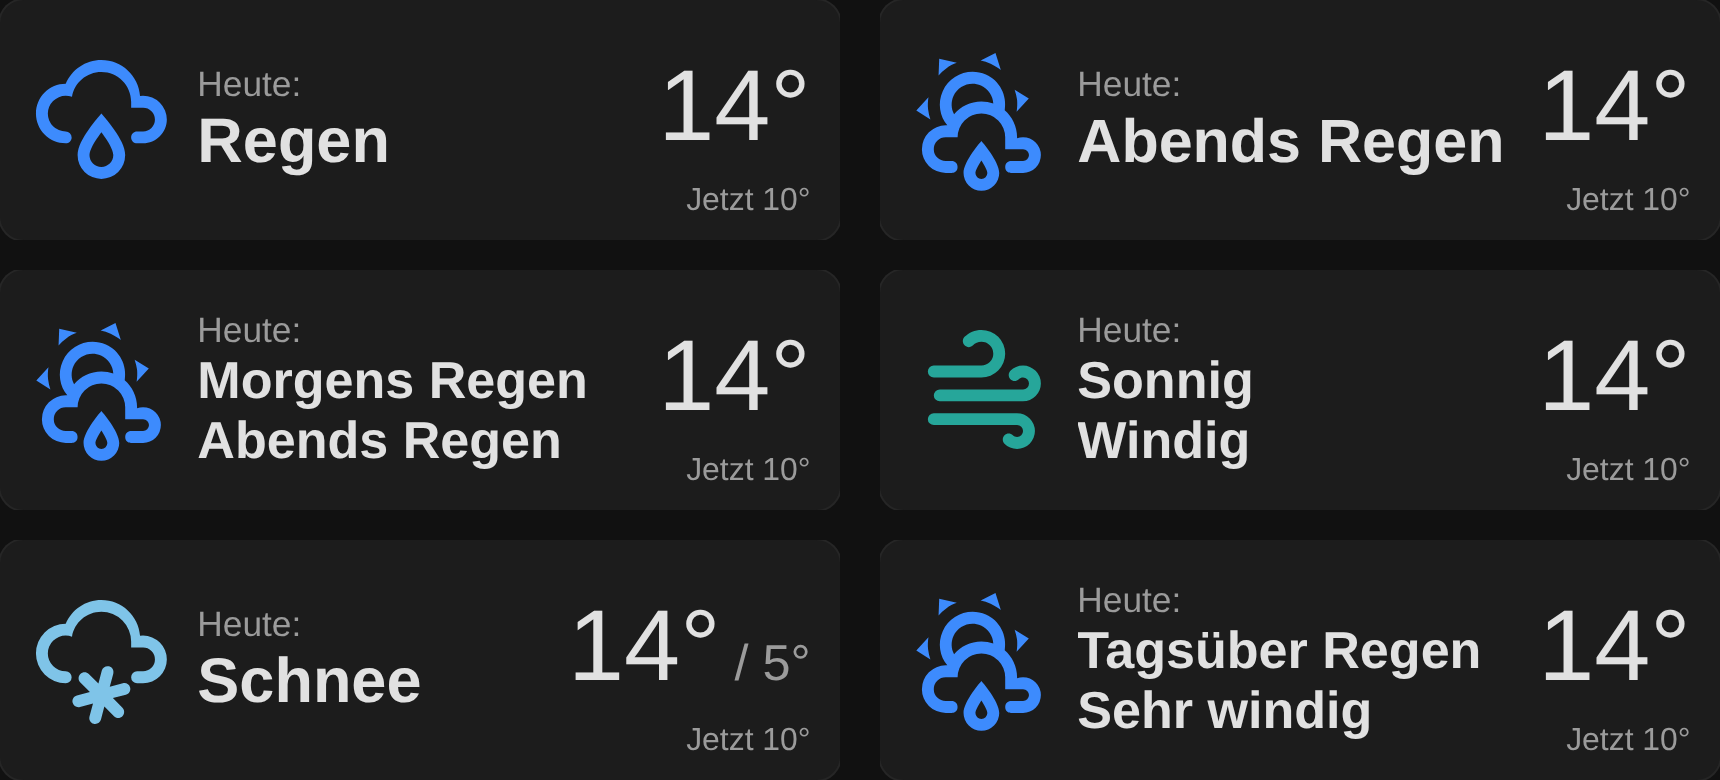 Heute:
Regen
14°
Jetzt 10°
Heute:
Abends Regen
14°
Jetzt 10°
Heute:
Morgens Regen
Abends Regen
14°
Jetzt 10°
Heute:
Sonnig
Windig
14°
Jetzt 10°
Heute:
Schnee
14° / 5°
Jetzt 10°
Heute:
Tagsüber Regen
Sehr windig
14°
Jetzt 10°